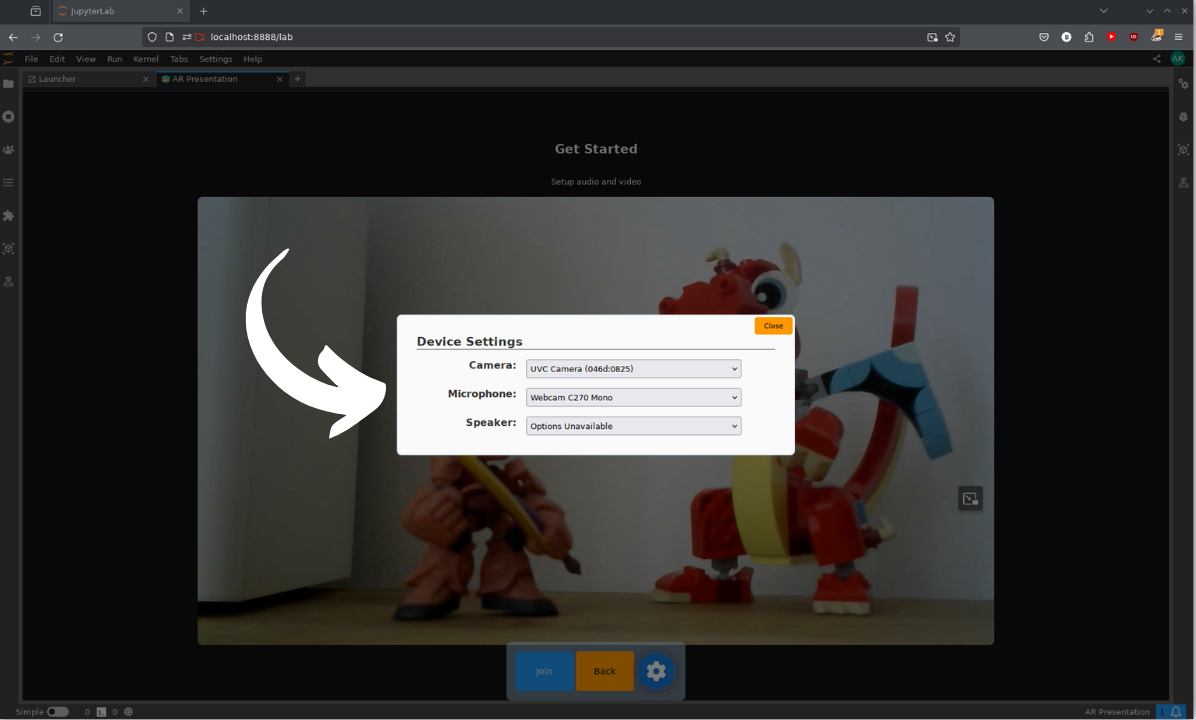 JupyterLab
localhost:8888/lab
File Edit View Run Kernel Tabs Settings Help
AK
Launcher
AR Presentation
Get Started
Setup audio and video
Close
Device Settings
Camera: UVC Camera (046d:0825)
Microphone: Webcam C270 Mono
Speaker: Options Unavailable
Join Back
Simple 0 0 AR Presentation 1